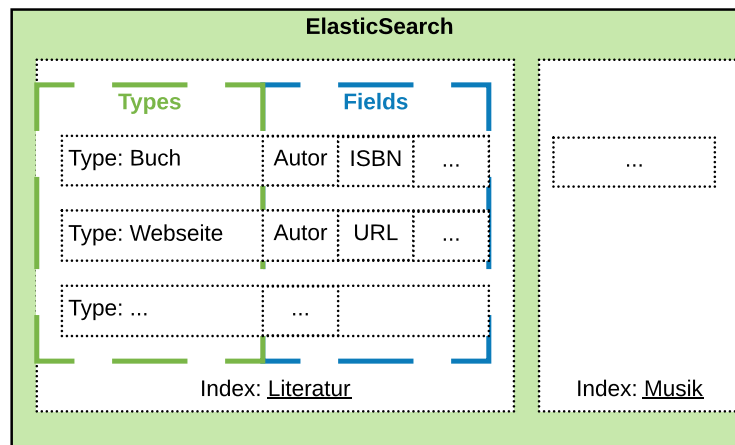 ElasticSearch
Types Fields
Type: Buch Autor ISBN ...
...
Type: Webseite Autor URL ...
Type: ... ...
Index: Literatur
Index: Musik